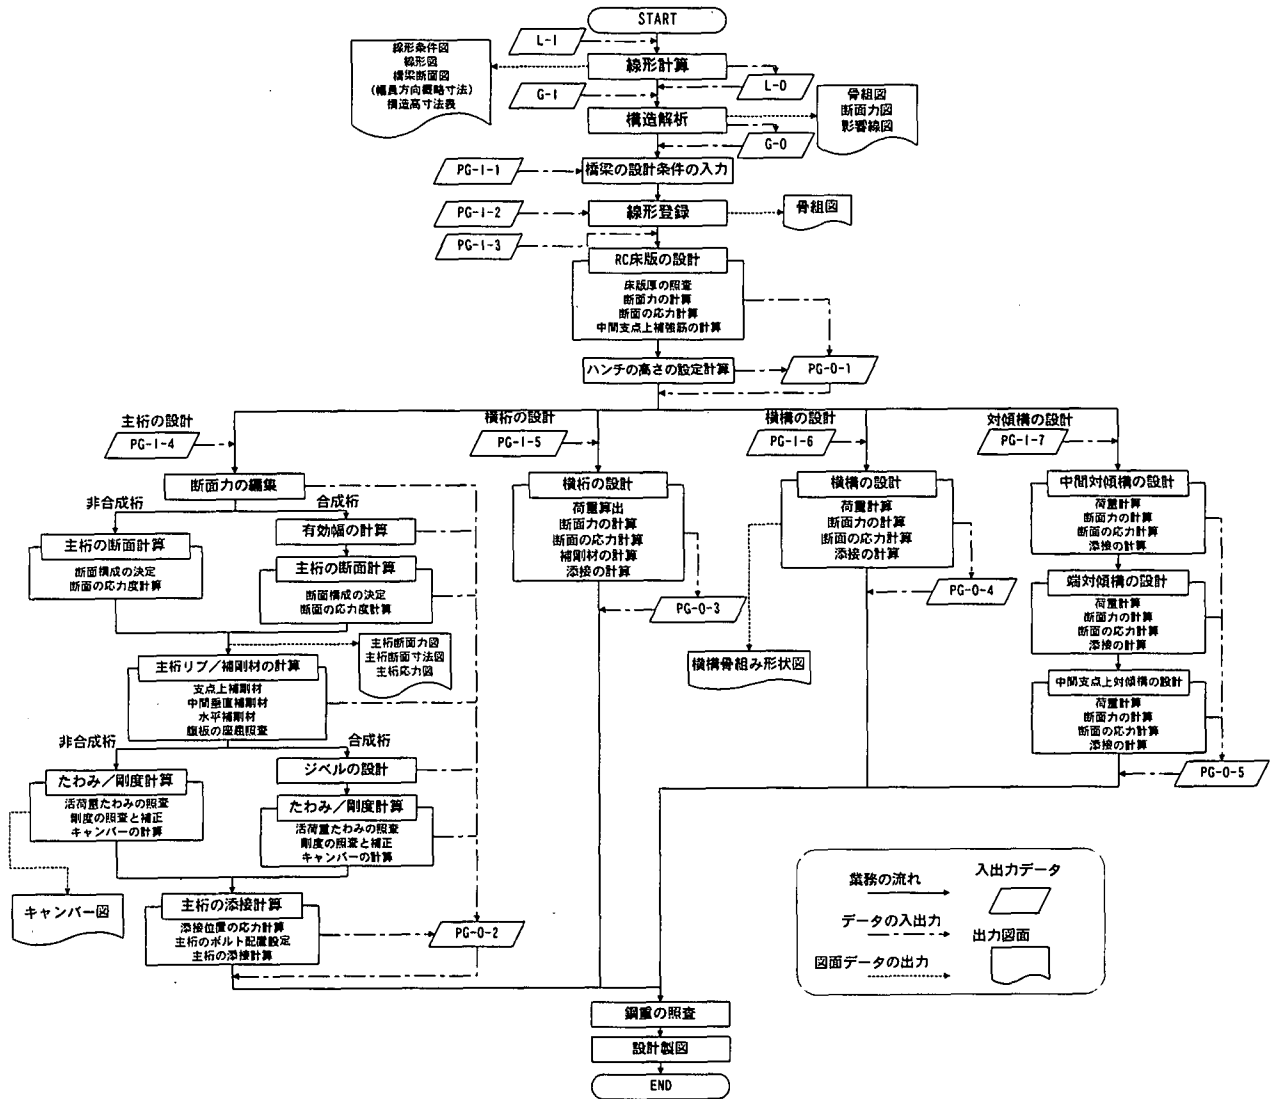 START
L-I
線形条件図
線形図
橋梁断面図
(幅員方向概略寸法)
構造高寸法表
線形計算
L-O
G-I
構造解析
骨組図
断面力図
影響線図
G-O
PG-I-1
橋梁の設計条件の入力
PG-I-2
線形登録
骨組図
PG-I-3
RC床版の設計
床版厚の照査
断面力の計算
断面の応力計算
中間支点上補強筋の計算
ハンチの高さの設定計算
PG-O-1
主桁の設計
PG-I-4
断面力の編集
非合成桁
合成桁
主桁の断面計算
断面構成の決定
断面の応力度計算
有効幅の計算
主桁の断面計算
断面構成の決定
断面の応力度計算
主桁断面力図
主桁断面寸法図
主桁応力図
主桁リブ/補剛材の計算
支点上補剛材
中間垂直補剛材
水平補剛材
腹板の座屈照査
非合成桁
合成桁
たわみ/剛度計算
活荷重たわみの照査
剛度の照査と補正
キャンバーの計算
ジベルの設計
たわみ/剛度計算
活荷重たわみの照査
剛度の照査と補正
キャンバーの計算
キャンバー図
主桁の添接計算
添接位置の応力計算
主桁のボルト配置設定
主桁の添接計算
PG-O-2
横桁の設計
PG-I-5
横桁の設計
荷重算出
断面力の計算
断面の応力計算
補剛材の計算
添接の計算
PG-O-3
横構の設計
PG-I-6
横構の設計
荷重計算
断面力の計算
断面の応力計算
添接の計算
PG-O-4
横構骨組み形状図
対傾構の設計
PG-I-7
中間対傾構の設計
荷重計算
断面力の計算
断面の応力計算
添接の計算
端対傾構の設計
荷重計算
断面力の計算
断面の応力計算
添接の計算
中間支点上対傾構の設計
荷重計算
断面力の計算
断面の応力計算
添接の計算
PG-O-5
業務の流れ
入出力データ
データの入出力
出力図面
図面データの出力
鋼重の照査
設計製図
END